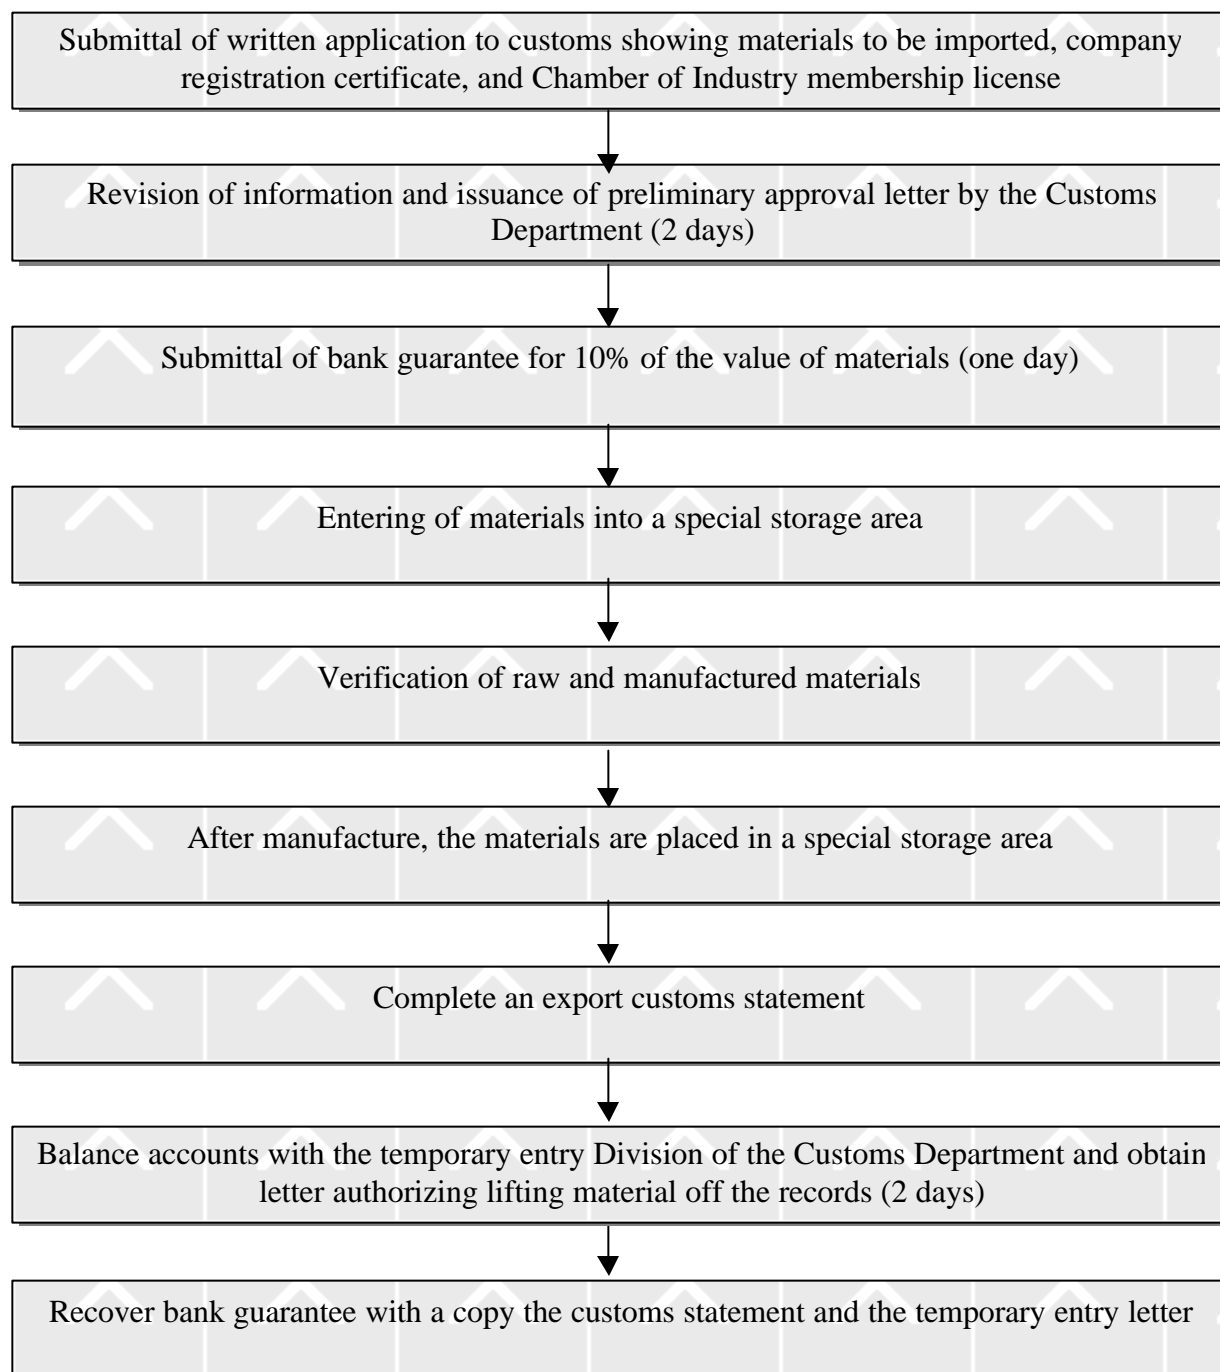 Submittal of written application to customs showing materials to be imported, company
registration certificate, and Chamber of Industry membership license
Revision of information and issuance of preliminary approval letter by the Customs
Department (2 days)
Submittal of bank guarantee for 10% of the value of materials (one day)
Entering of materials into a special storage area
Verification of raw and manufactured materials
After manufacture, the materials are placed in a special storage area
Complete an export customs statement
Balance accounts with the temporary entry Division of the Customs Department and obtain
letter authorizing lifting material off the records (2 days)
Recover bank guarantee with a copy the customs statement and the temporary entry letter